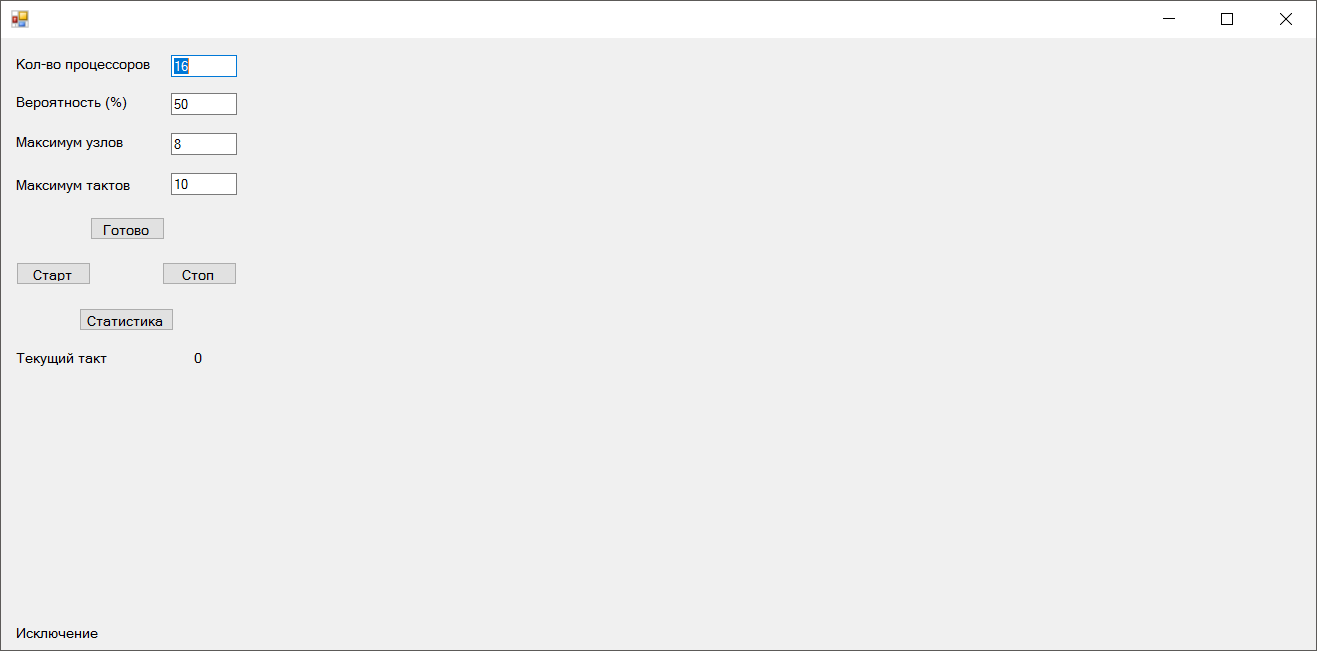 Кол-во процессоров 16
Вероятность (%) 50
Максимум узлов 8
Максимум тактов 10
Готово
Старт Стоп
Статистика
Текущий такт 0
Исключение